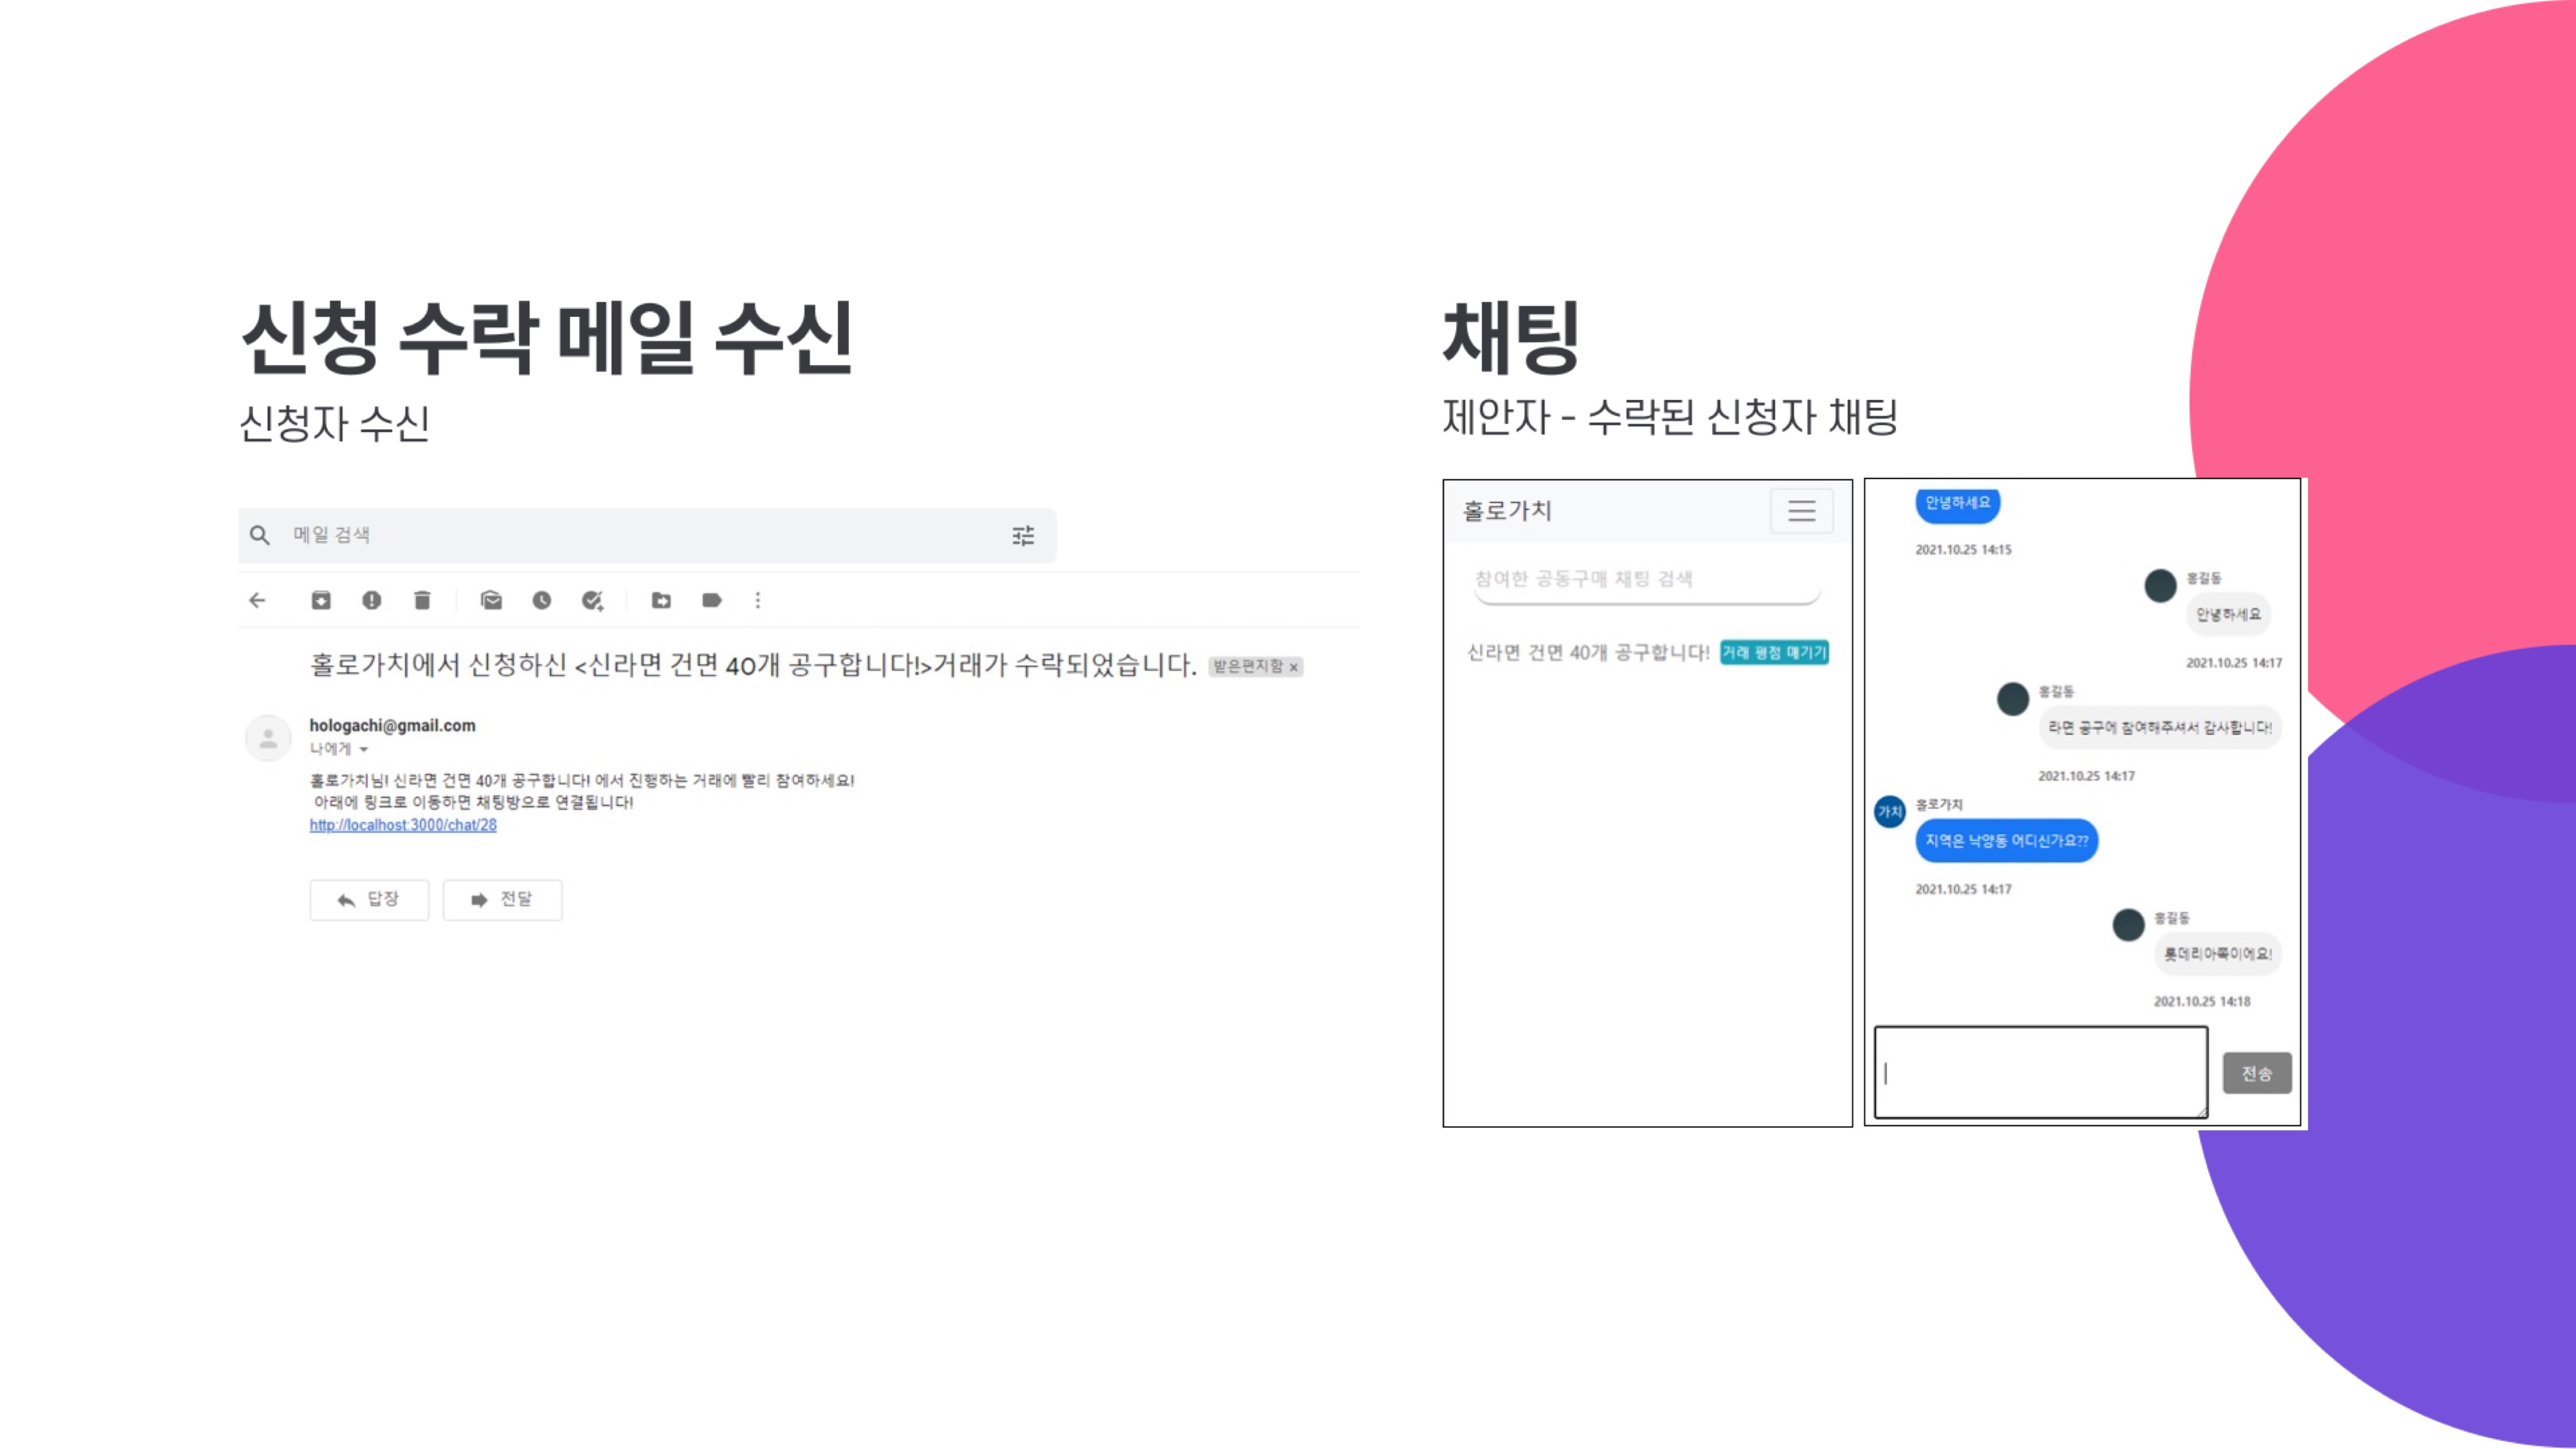 신청 수락 메일 수신
신청자 수신
메일 검색
홀로가치에서 신청하신 <신라면 건면 40개 공구합니다!>거래가 수락되었습니다. 받은편지함 x
hologachi@gmail.com
나에게
홀로가치님! 신라면 건면 40개 공구합니다! 에서 진행하는 거래에 빨리 참여하세요!
아래에 링크로 이동하면 채팅방으로 연결됩니다!
http://localhost:3000/chat/28
답장
전달
채팅
제안자 - 수락된 신청자 채팅
홀로가치
참여한 공동구매 채팅 검색
신라면 건면 40개 공구합니다! 거래 평점 매기기
안녕하세요
2021.10.25 14:15
홍길동
안녕하세요
2021.10.25 14:17
홍길동
라면 공구에 참여해주셔서 감사합니다!
2021.10.25 14:17
가치
홀로가치
지역은 낙양동 어디신가요??
2021.10.25 14:17
홍길동
롯데리아쪽이에요!
2021.10.25 14:18
전송